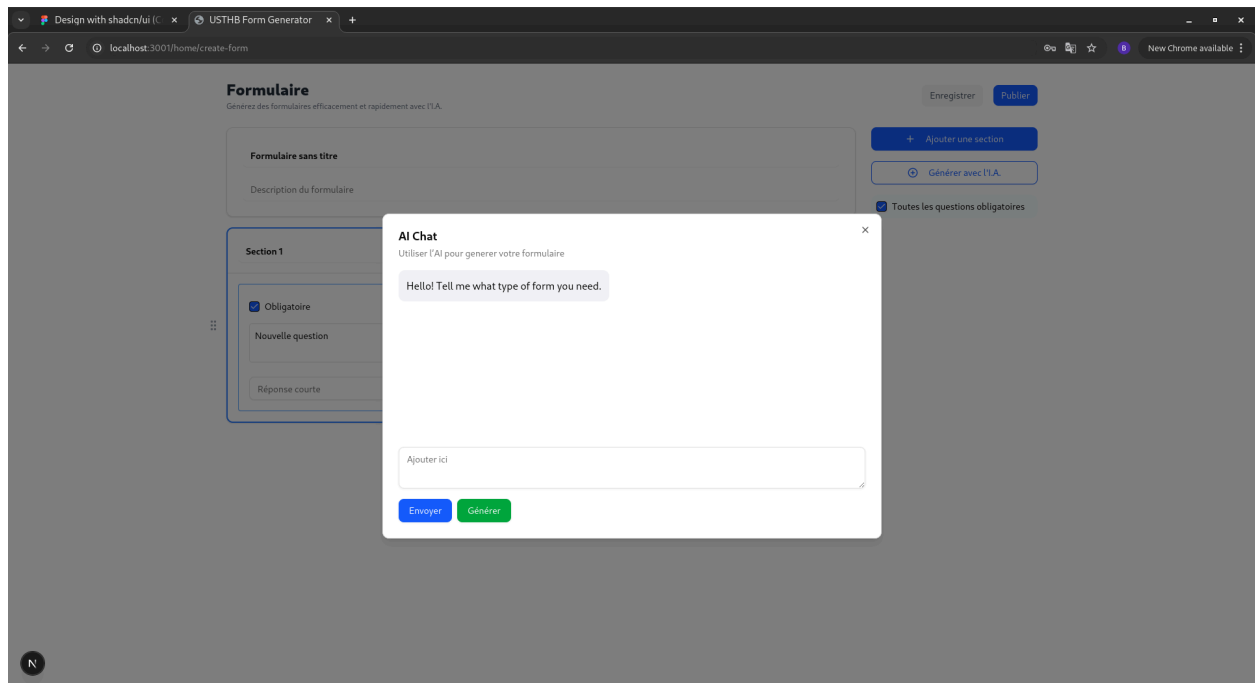 Design with shadcn/ui (C
USTHB Form Generator
localhost:3001/home/create-form
B
New Chrome available
Formulaire
Générez des formulaires efficacement et rapidement avec l'I.A.
Enregistrer
Publier
Formulaire sans titre
Description du formulaire
+ Ajouter une section
Générer avec l'I.A.
Toutes les questions obligatoires
Section 1
Obligatoire
Nouvelle question
Réponse courte
AI Chat
Utiliser l'AI pour generer votre formulaire
Hello! Tell me what type of form you need.
Ajouter ici
Envoyer
Générer
N